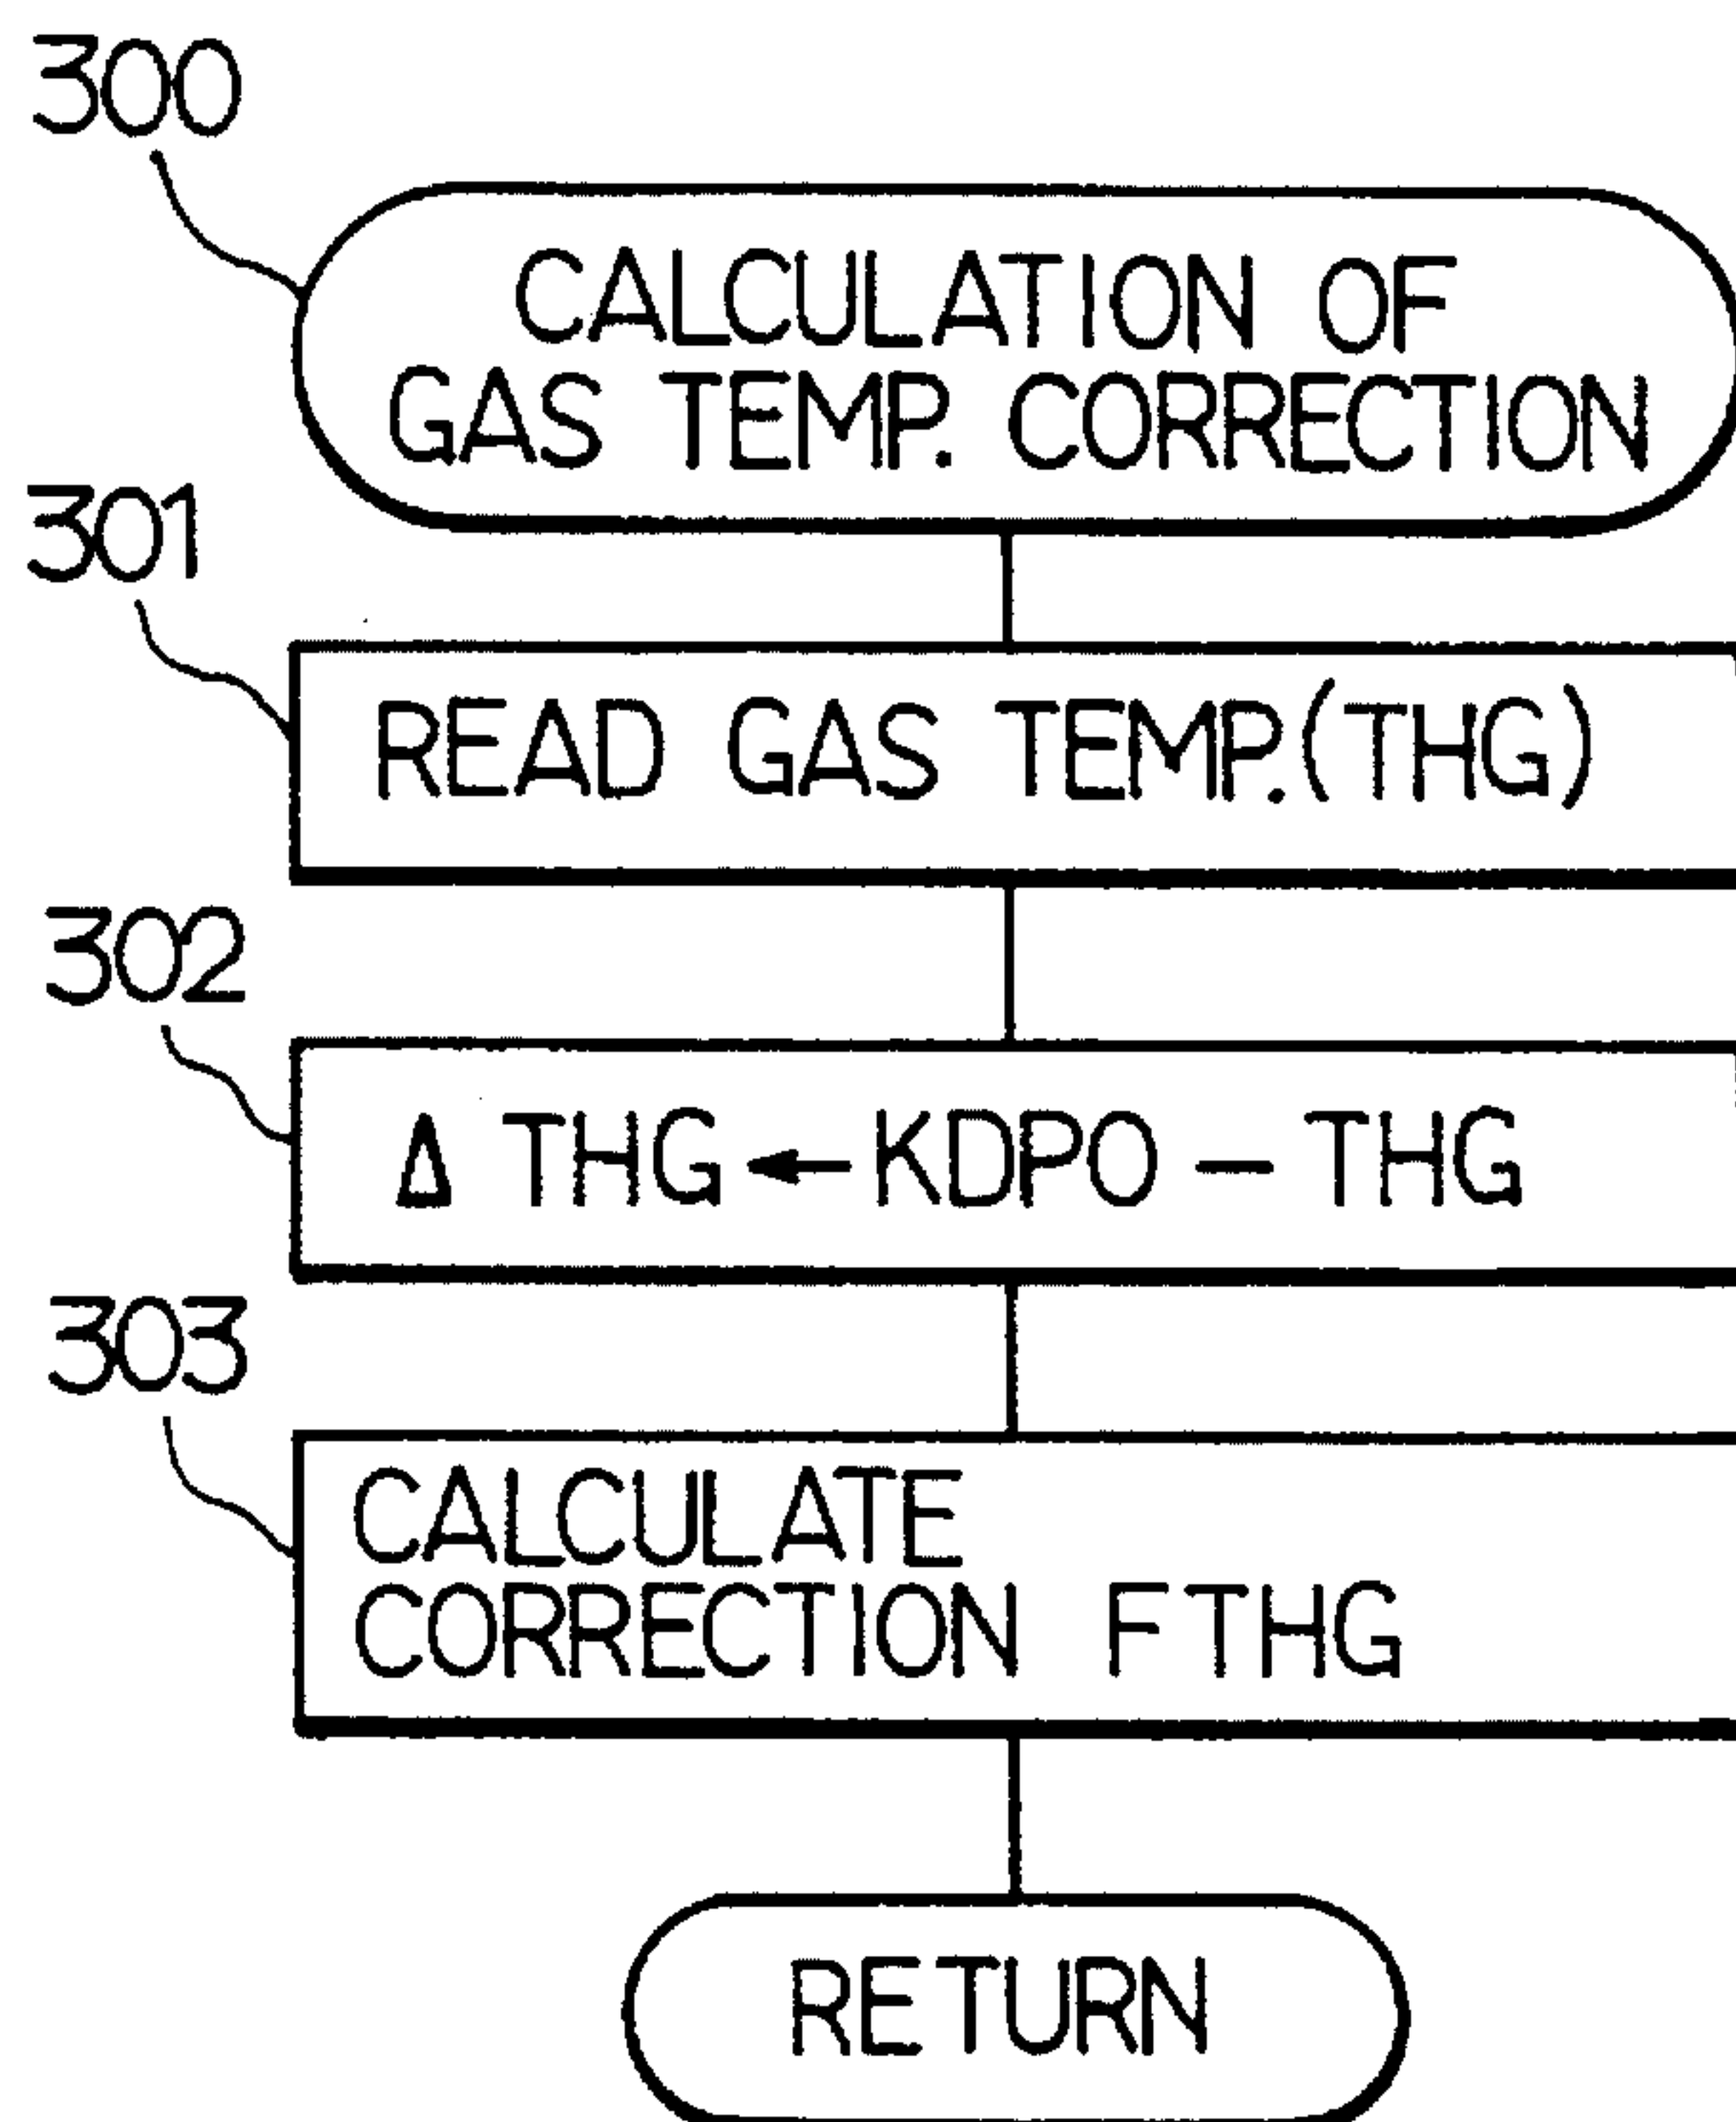 300
CALCULATION OF
GAS TEMP. CORRECTION
301
READ GAS TEMP.(THG)
302
Δ THG←KDPO-THG
303
CALCULATE
CORRECTION FTHG
RETURN